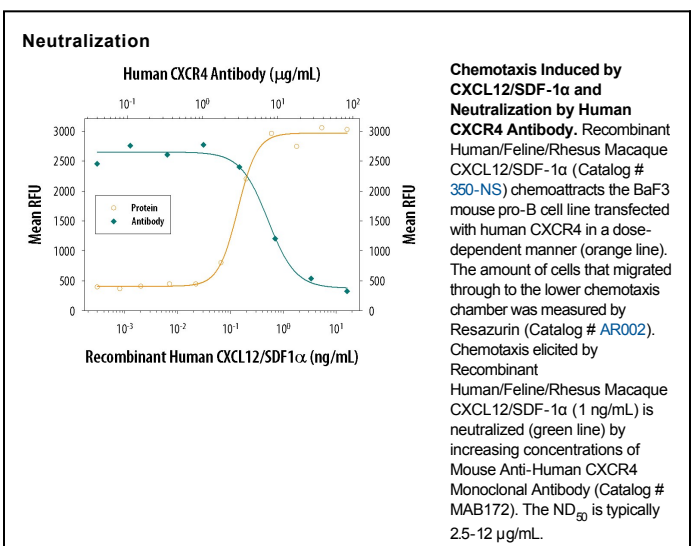 Neutralization
Human CXCR4 Antibody (µg/mL)
10⁻¹ 10⁰ 10¹ 10²
3000 3000
2500 2500
2000 2000
1500 1500
1000 1000
500 500
0 0
Mean RFU
Mean RFU
Protein
Antibody
10⁻³ 10⁻² 10⁻¹ 10⁰ 10¹
Recombinant Human CXCL12/SDF1α (ng/mL)
Chemotaxis Induced by
CXCL12/SDF-1α and
Neutralization by Human
CXCR4 Antibody. Recombinant
Human/Feline/Rhesus Macaque
CXCL12/SDF-1α (Catalog #
350-NS) chemoattracts the BaF3
mouse pro-B cell line transfected
with human CXCR4 in a dose-
dependent manner (orange line).
The amount of cells that migrated
through to the lower chemotaxis
chamber was measured by
Resazurin (Catalog # AR002).
Chemotaxis elicited by
Recombinant
Human/Feline/Rhesus Macaque
CXCL12/SDF-1α (1 ng/mL) is
neutralized (green line) by
increasing concentrations of
Mouse Anti-Human CXCR4
Monoclonal Antibody (Catalog #
MAB172). The ND₅₀ is typically
2.5-12 µg/mL.